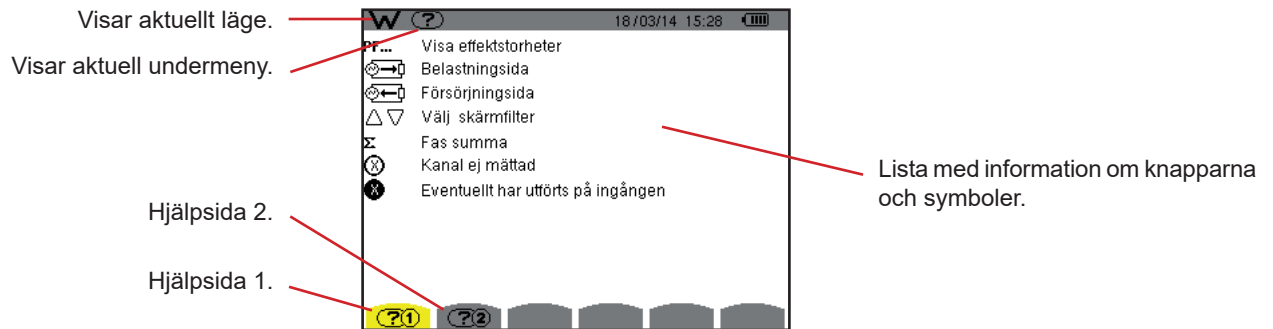 Visar aktuellt läge.
W ? 18/03/14 15:28
Visar aktuell undermeny.
PF... Visa effektstorheter
Belastningsida
Försörjningsida
Välj skärmfilter
Σ Fas summa
X Kanal ej mättad
X Eventuellt har utförts på ingången
Lista med information om knapparna
och symboler.
Hjälpsida 2.
Hjälpsida 1.
?1 ?2